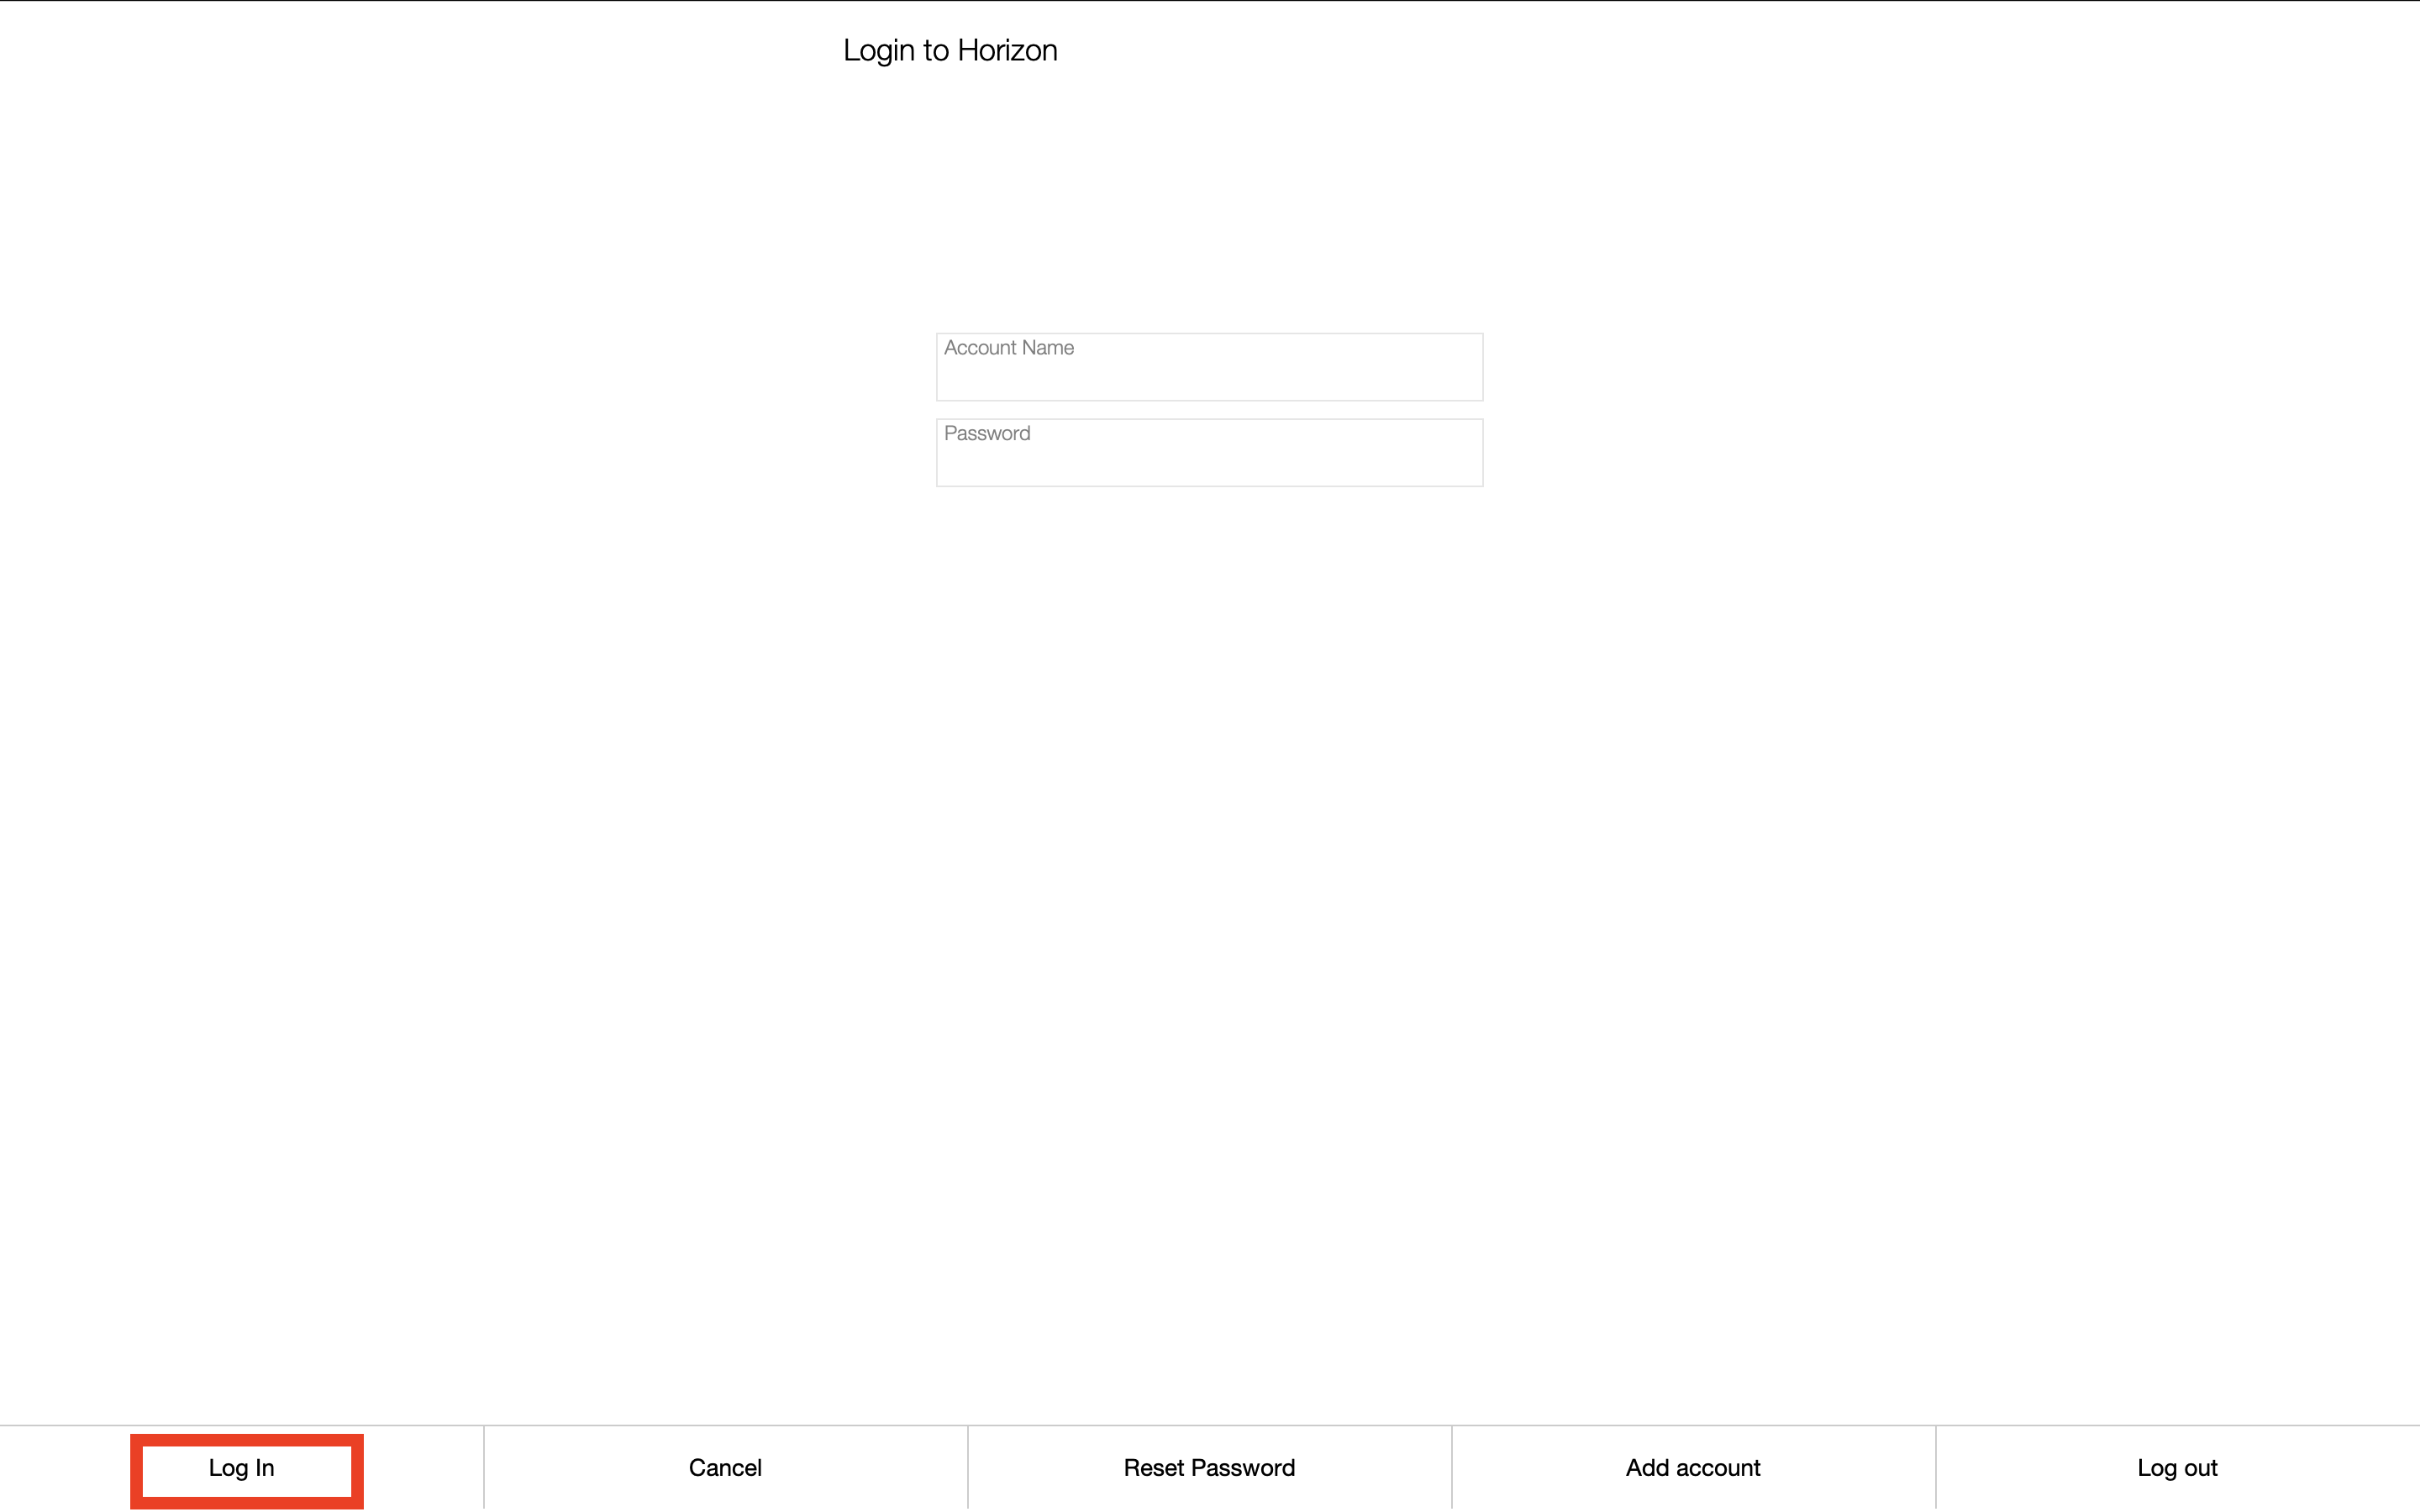 Login to Horizon
Account Name
Password
Log In
Cancel
Reset Password
Add account
Log out